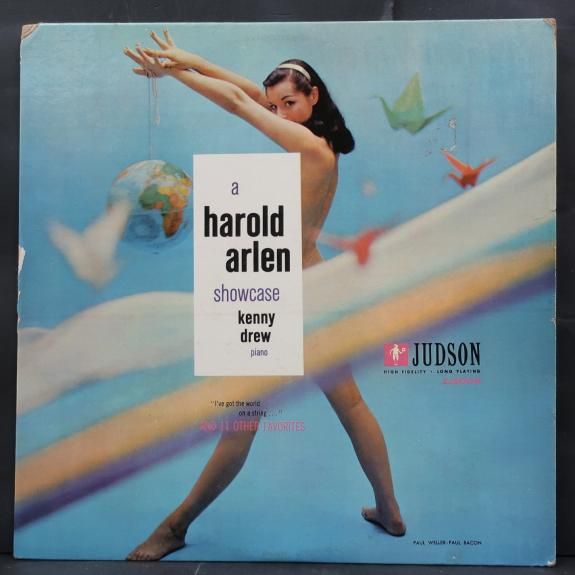 a
harold
arlen
showcase
kenny
drew
piano
"I've got the world
on a string..."
AND 11 OTHER FAVORITES
JUDSON
HIGH FIDELITY · LONG PLAYING
PAUL WELLER-PAUL BACON